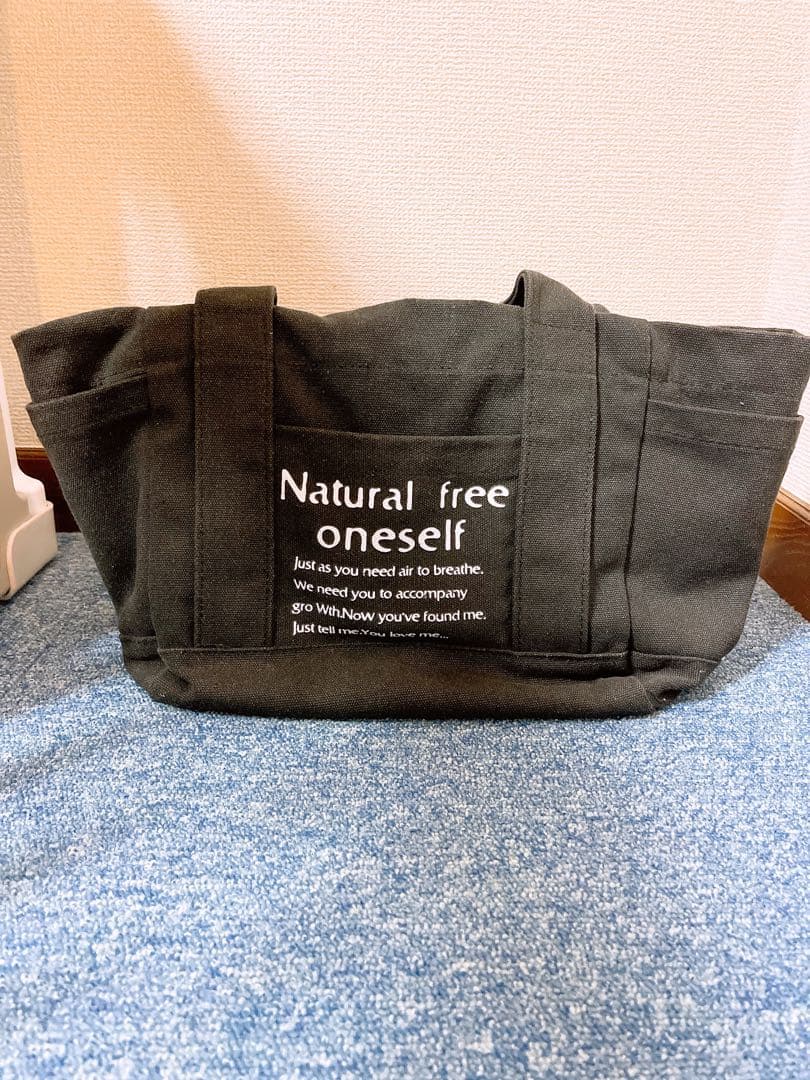 Natural free
oneself
Just as you need air to breathe.
We need you to accompany
gro Wth.Now you've found me.
Just tell me.You love me...